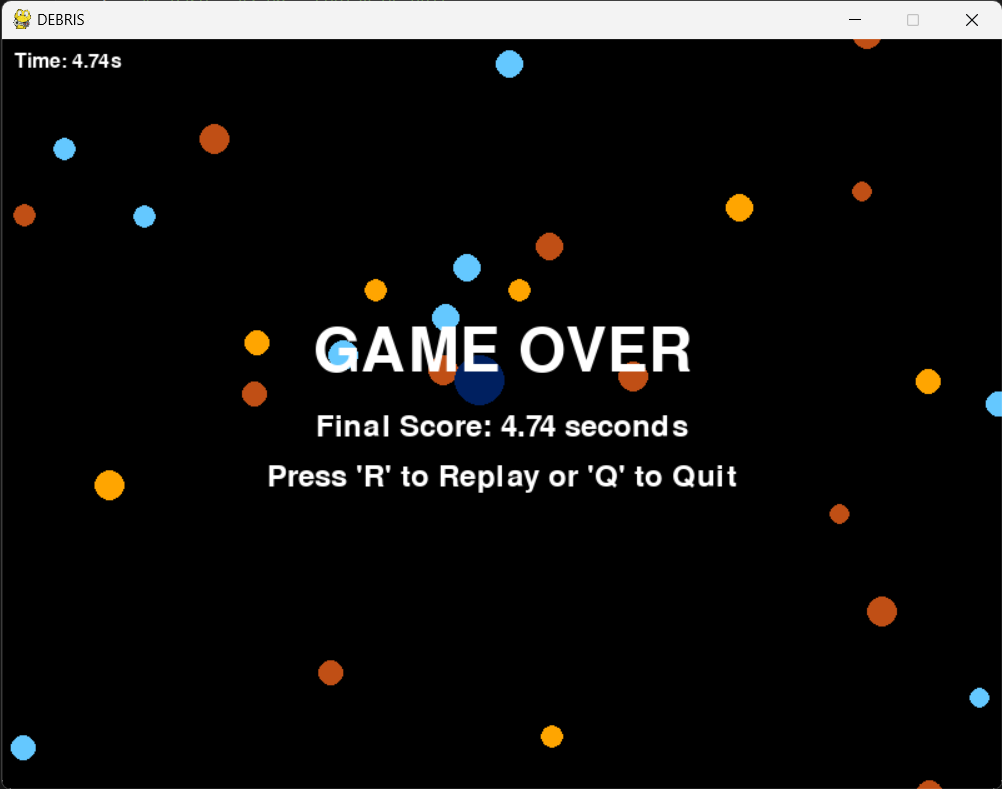 DEBRIS
Time: 4.74s
GAME OVER
Final Score: 4.74 seconds
Press 'R' to Replay or 'Q' to Quit